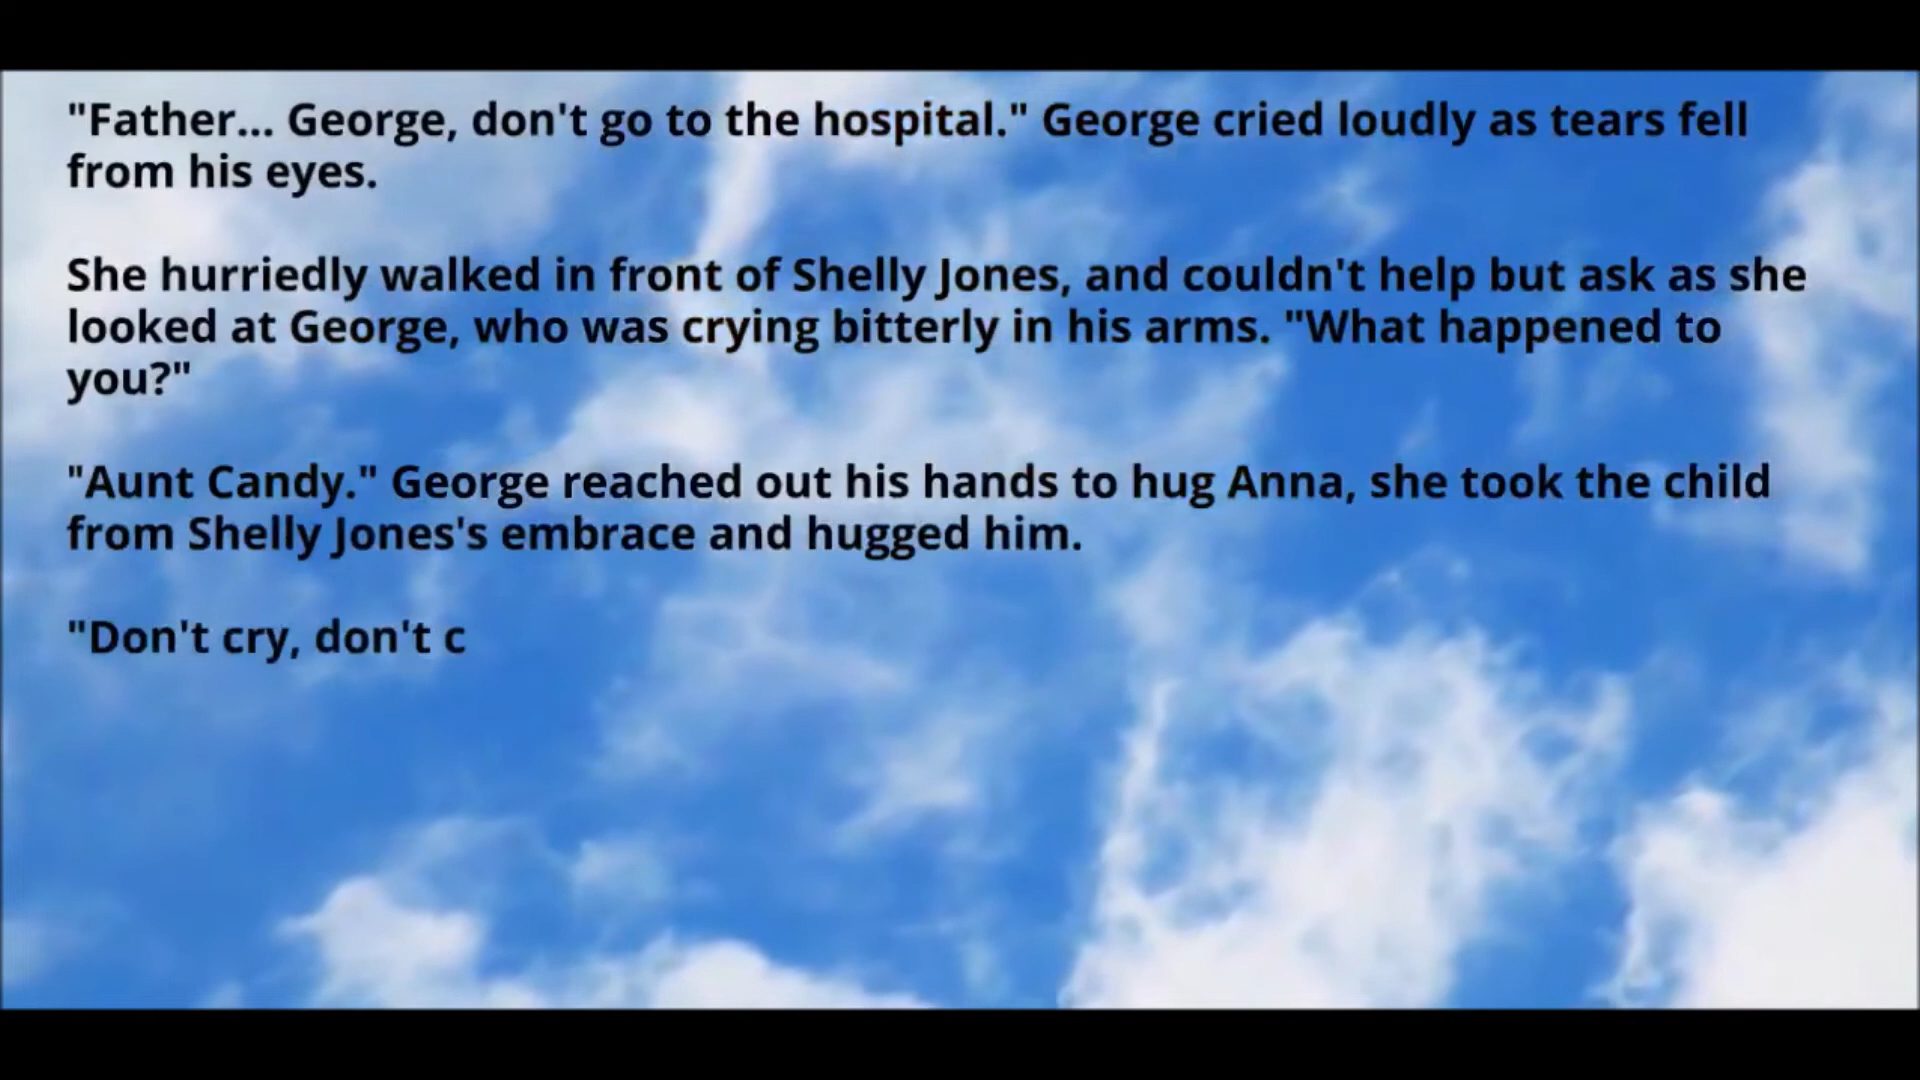 "Father... George, don't go to the hospital." George cried loudly as tears fell
from his eyes.
She hurriedly walked in front of Shelly Jones, and couldn't help but ask as she
looked at George, who was crying bitterly in his arms. "What happened to
you?"
"Aunt Candy." George reached out his hands to hug Anna, she took the child
from Shelly Jones's embrace and hugged him.
"Don't cry, don't c